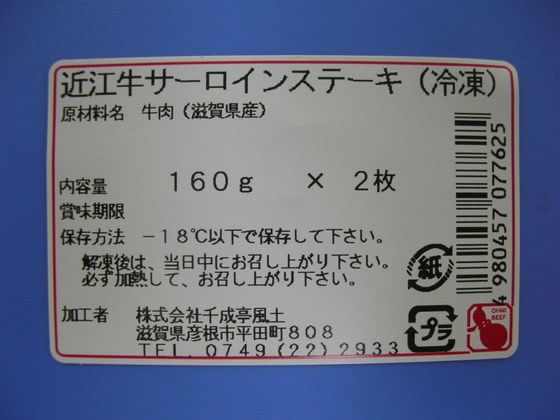 近江牛サーロインステーキ（冷凍）
原材料名 牛肉（滋賀県産）
内容量 １６０ｇ × ２枚
賞味期限
保存方法 －１８℃以下で保存して下さい。
解凍後は、当日中にお召し上がり下さい。
必ず加熱して、お召し上がり下さい。
加工者 株式会社千成亭風土
滋賀県彦根市平田町８０８
ＴＥＬ．０７４９（２２）２９３３
4 980457 077625
紙
プラ
OHMI
BEEF